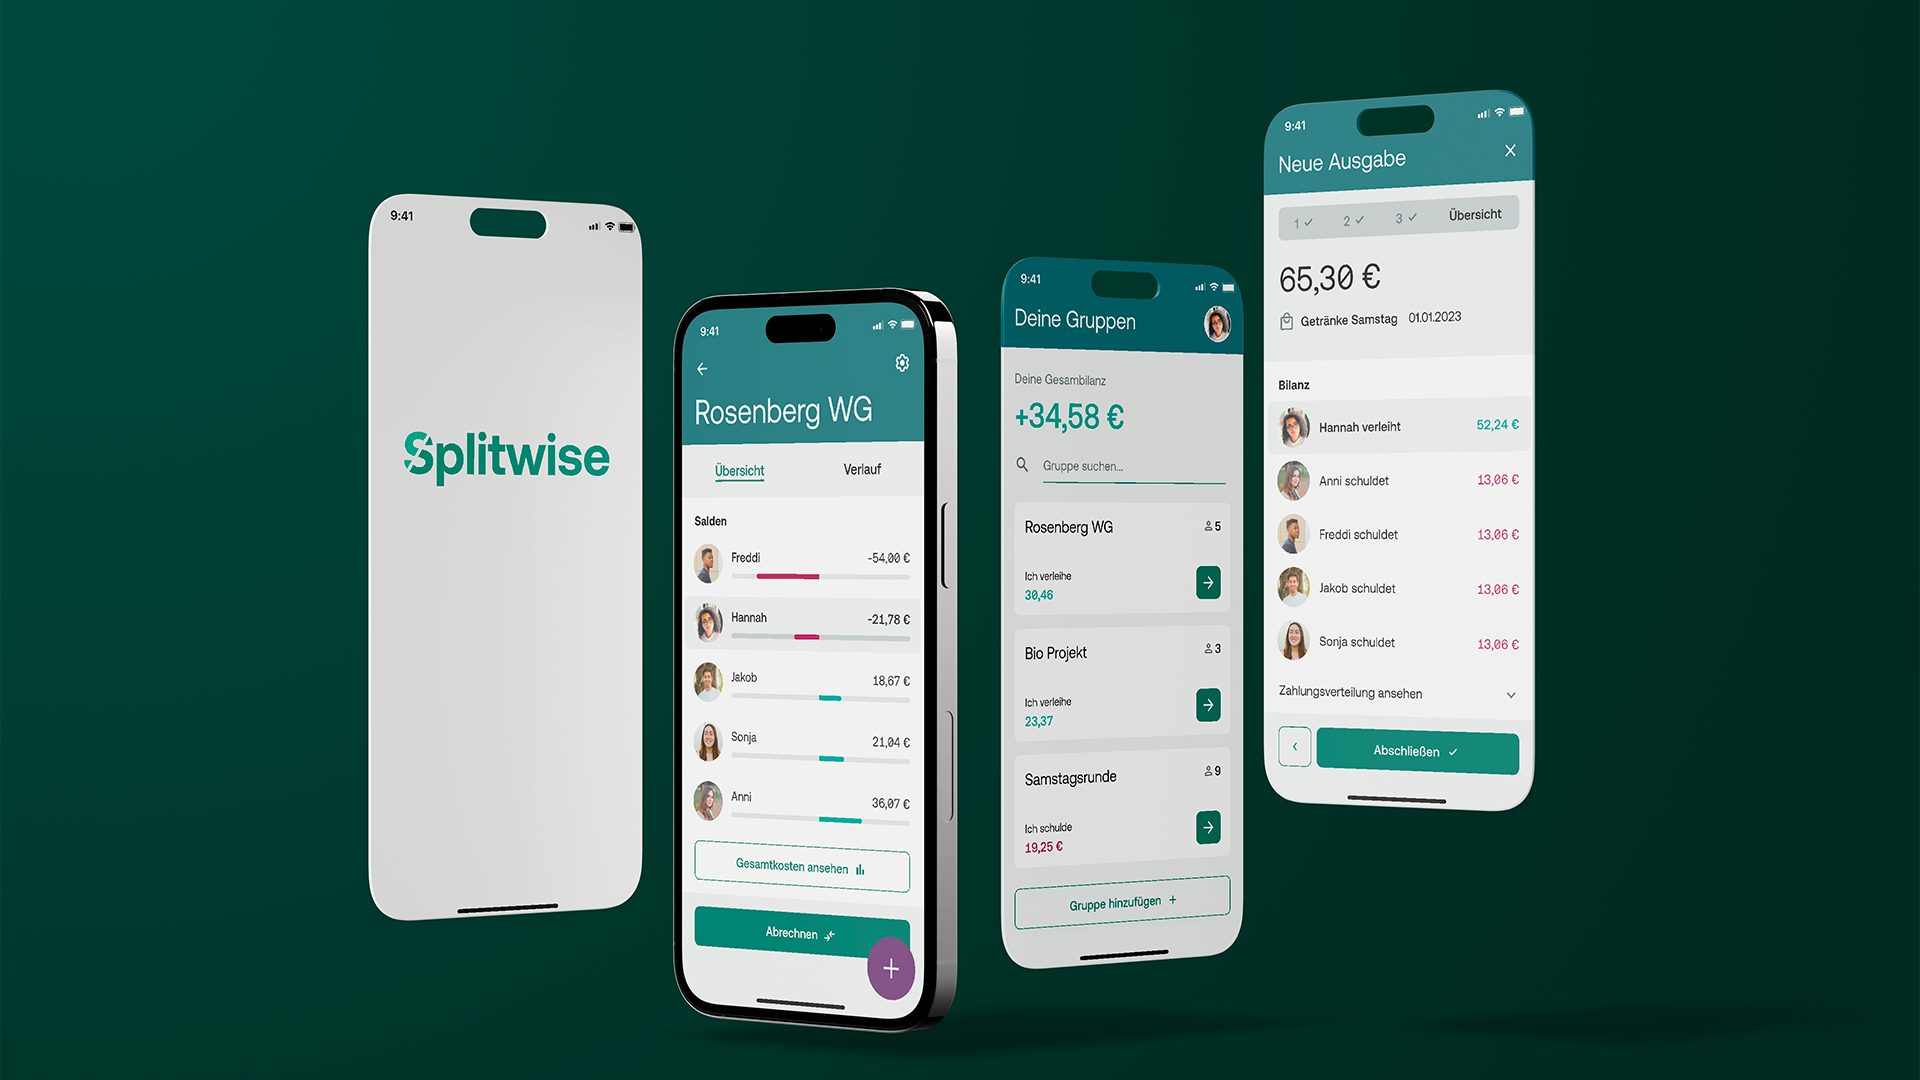 9:41
Splitwise
9:41
Rosenberg WG
Übersicht Verlauf
Salden
Freddi -54,00 €
Hannah -21,78 €
Jakob 18,67 €
Sonja 21,04 €
Anni 36,07 €
Gesamtkosten ansehen
Abrechnen
+
9:41
Deine Gruppen
Deine Gesambilanz
+34,58 €
Gruppe suchen...
Rosenberg WG 5
Ich verleihe
30,46
Bio Projekt 3
Ich verleihe
23,37
Samstagsrunde 9
Ich schulde
19,25 €
Gruppe hinzufügen +
9:41
Neue Ausgabe
1 ✓ 2 ✓ 3 ✓ Übersicht
65,30 €
Getränke Samstag 01.01.2023
Bilanz
Hannah verleiht 52,24 €
Anni schuldet 13,06 €
Freddi schuldet 13,06 €
Jakob schuldet 13,06 €
Sonja schuldet 13,06 €
Zahlungsverteilung ansehen
Abschließen ✓